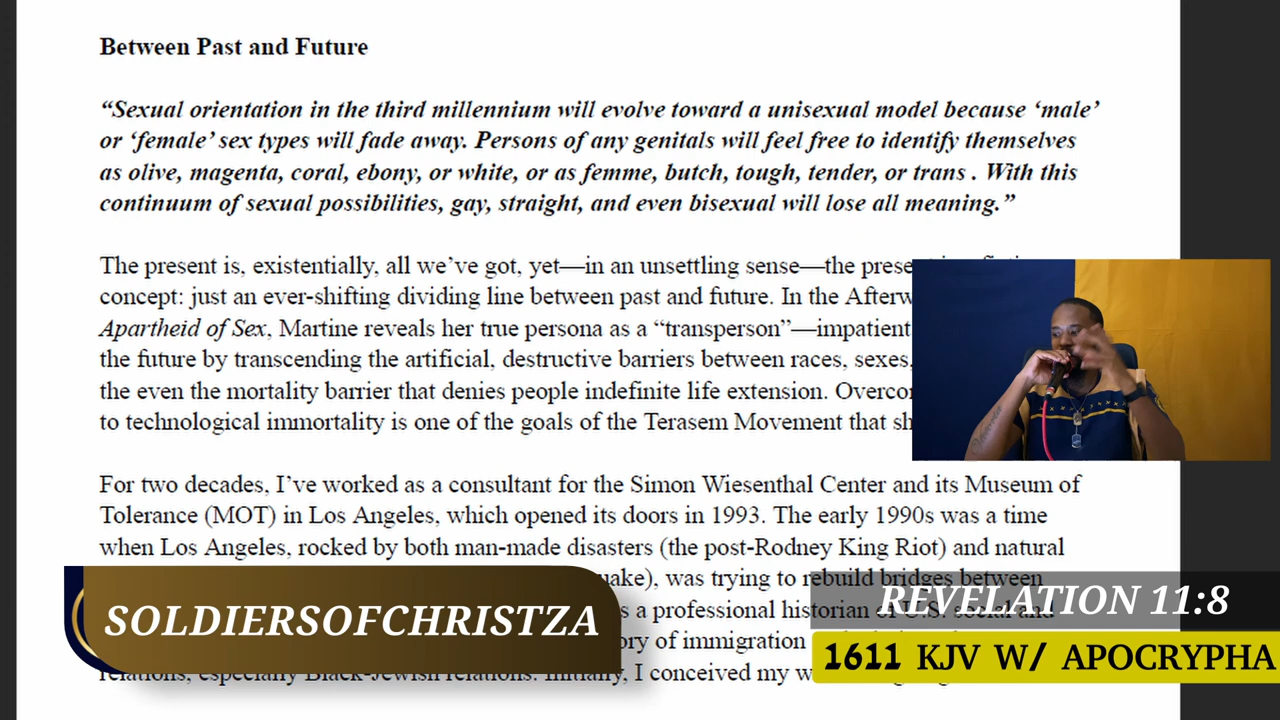 Between Past and Future
“Sexual orientation in the third millennium will evolve toward a unisexual model because ‘male’
or ‘female’ sex types will fade away. Persons of any genitals will feel free to identify themselves
as olive, magenta, coral, ebony, or white, or as femme, butch, tough, tender, or trans . With this
continuum of sexual possibilities, gay, straight, and even bisexual will lose all meaning.”
The present is, existentially, all we’ve got, yet—in an unsettling sense—the
concept: just an ever-shifting dividing line between past and future. In the
Apartheid of Sex, Martine reveals her true persona as a “transperson”—impatient
the future by transcending the artificial, destructive barriers between races, sexes,
the even the mortality barrier that denies people indefinite life extension.
to technological immortality is one of the goals of the Terasem Movement that
For two decades, I’ve worked as a consultant for the Simon Wiesenthal Center and its Museum of
Tolerance (MOT) in Los Angeles, which opened its doors in 1993. The early 1990s was a time
when Los Angeles, rocked by both man-made disasters (the post-Rodney King Riot) and natural
was trying to rebuild bridges between
a professional historian of U.S. social and
of immigration
relations, especially Black-Jewish relations. Initially, I conceived my
SOLDIERSOFCHRISTZA
REVELATION 11:8
1611 KJV W/ APOCRYPHA